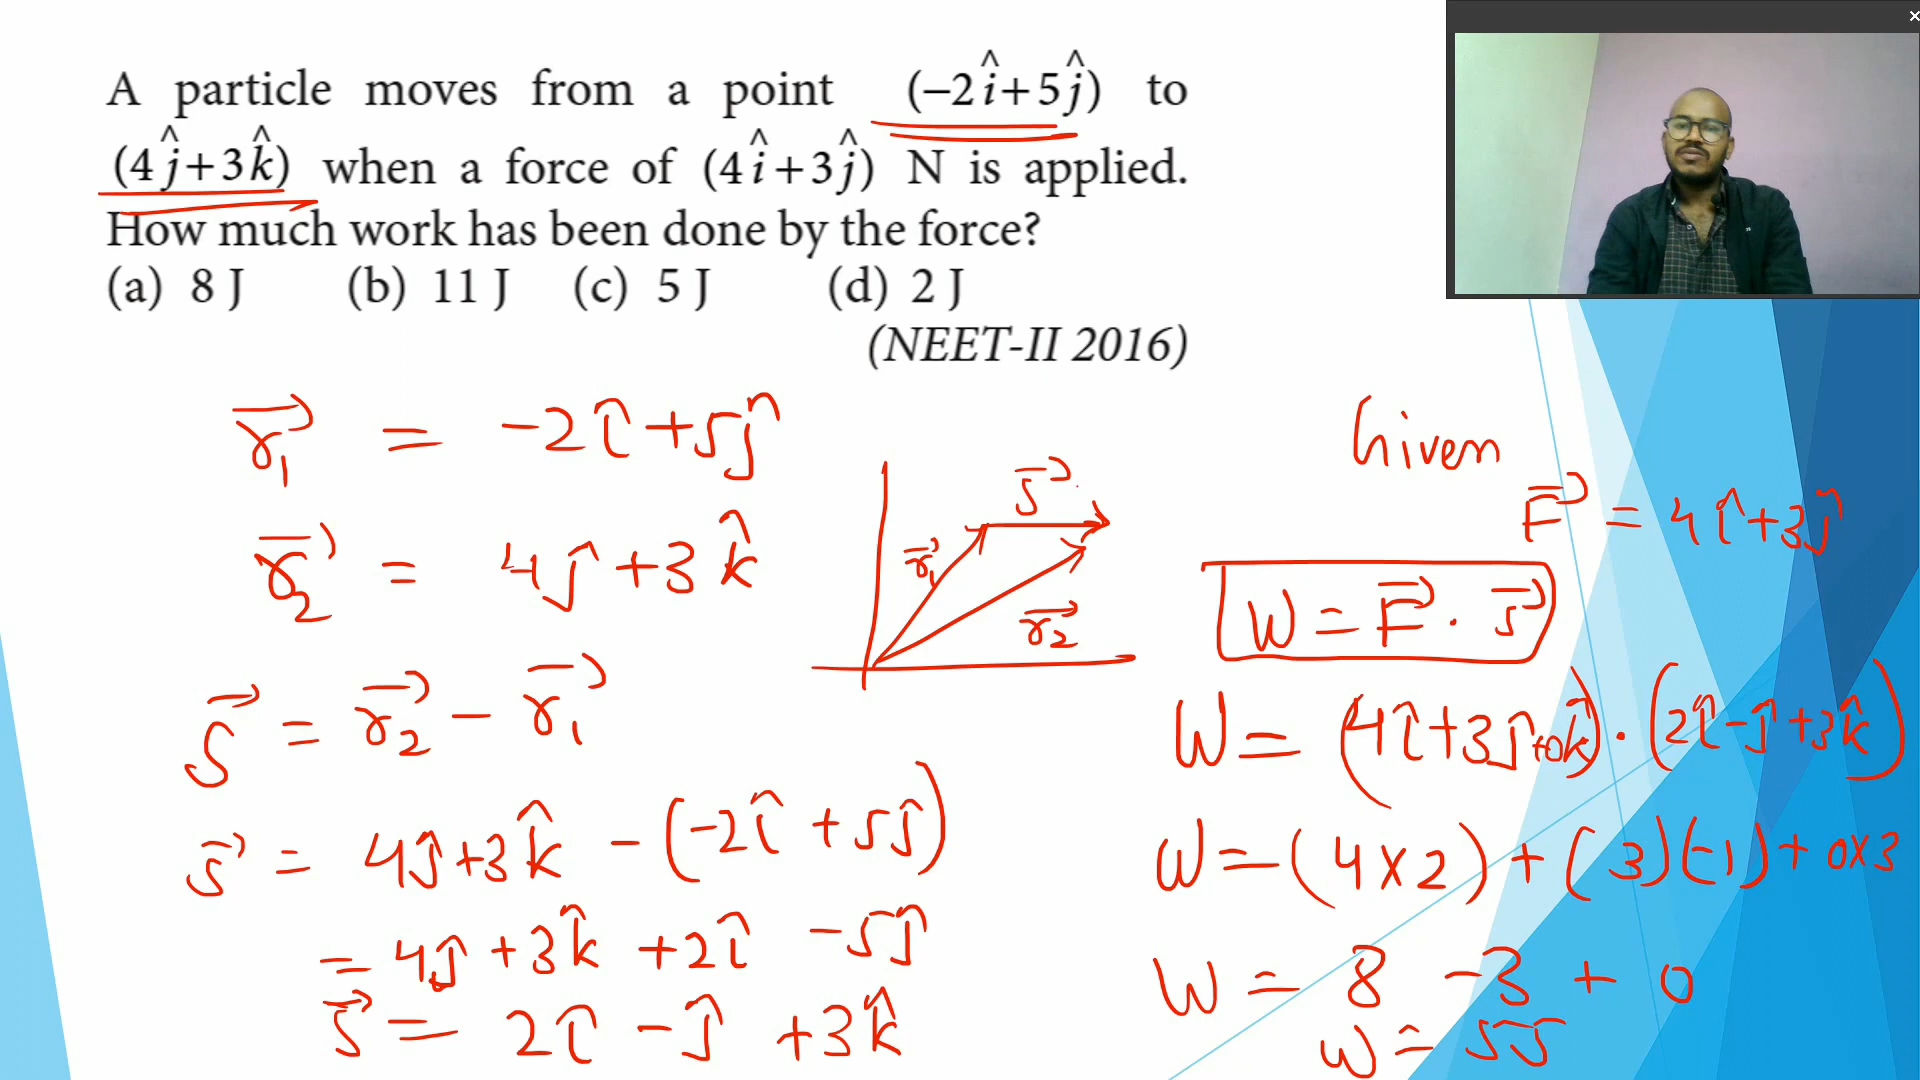 A particle moves from a point (−2î+5ĵ) to
(4ĵ+3k̂) when a force of (4î+3ĵ) N is applied.
How much work has been done by the force?
(a) 8 J (b) 11 J (c) 5 J (d) 2 J
(NEET-II 2016)
r⃗₁ = -2î+5ĵ
r⃗₂ = 4ĵ+3k̂
s⃗ = r⃗₂ - r⃗₁
s⃗ = 4ĵ+3k̂ - (-2î+5ĵ)
= 4ĵ+3k̂ +2î -5ĵ
s⃗ = 2î - ĵ +3k̂
s⃗
r⃗₁
r⃗₂
Given
F⃗ = 4î+3ĵ
W = F⃗ · s⃗
W = (4î+3ĵ+0k̂) · (2î-ĵ+3k̂)
W = (4×2) + (3)(-1) + 0×3
W = 8 - 3 + 0
W = 5J